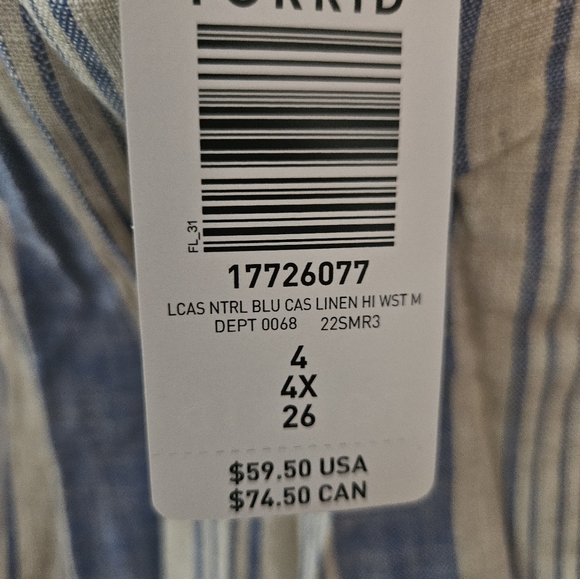 TORRID
FL_31
17726077
LCAS NTRL BLU CAS LINEN HI WST M
DEPT 0068 22SMR3
4
4X
26
$59.50 USA
$74.50 CAN